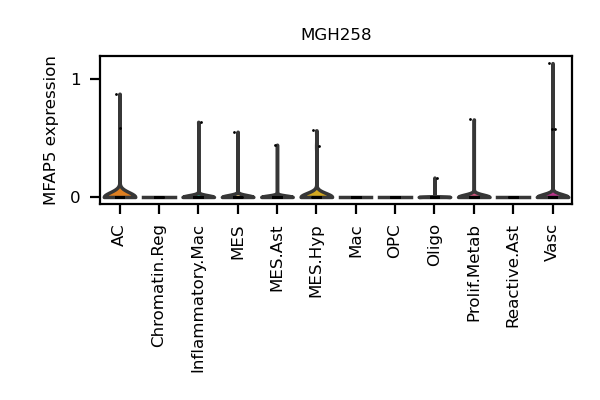 MGH258
MFAP5 expression
1
0
AC
Chromatin.Reg
Inflammatory.Mac
MES
MES.Ast
MES.Hyp
Mac
OPC
Oligo
Prolif.Metab
Reactive.Ast
Vasc